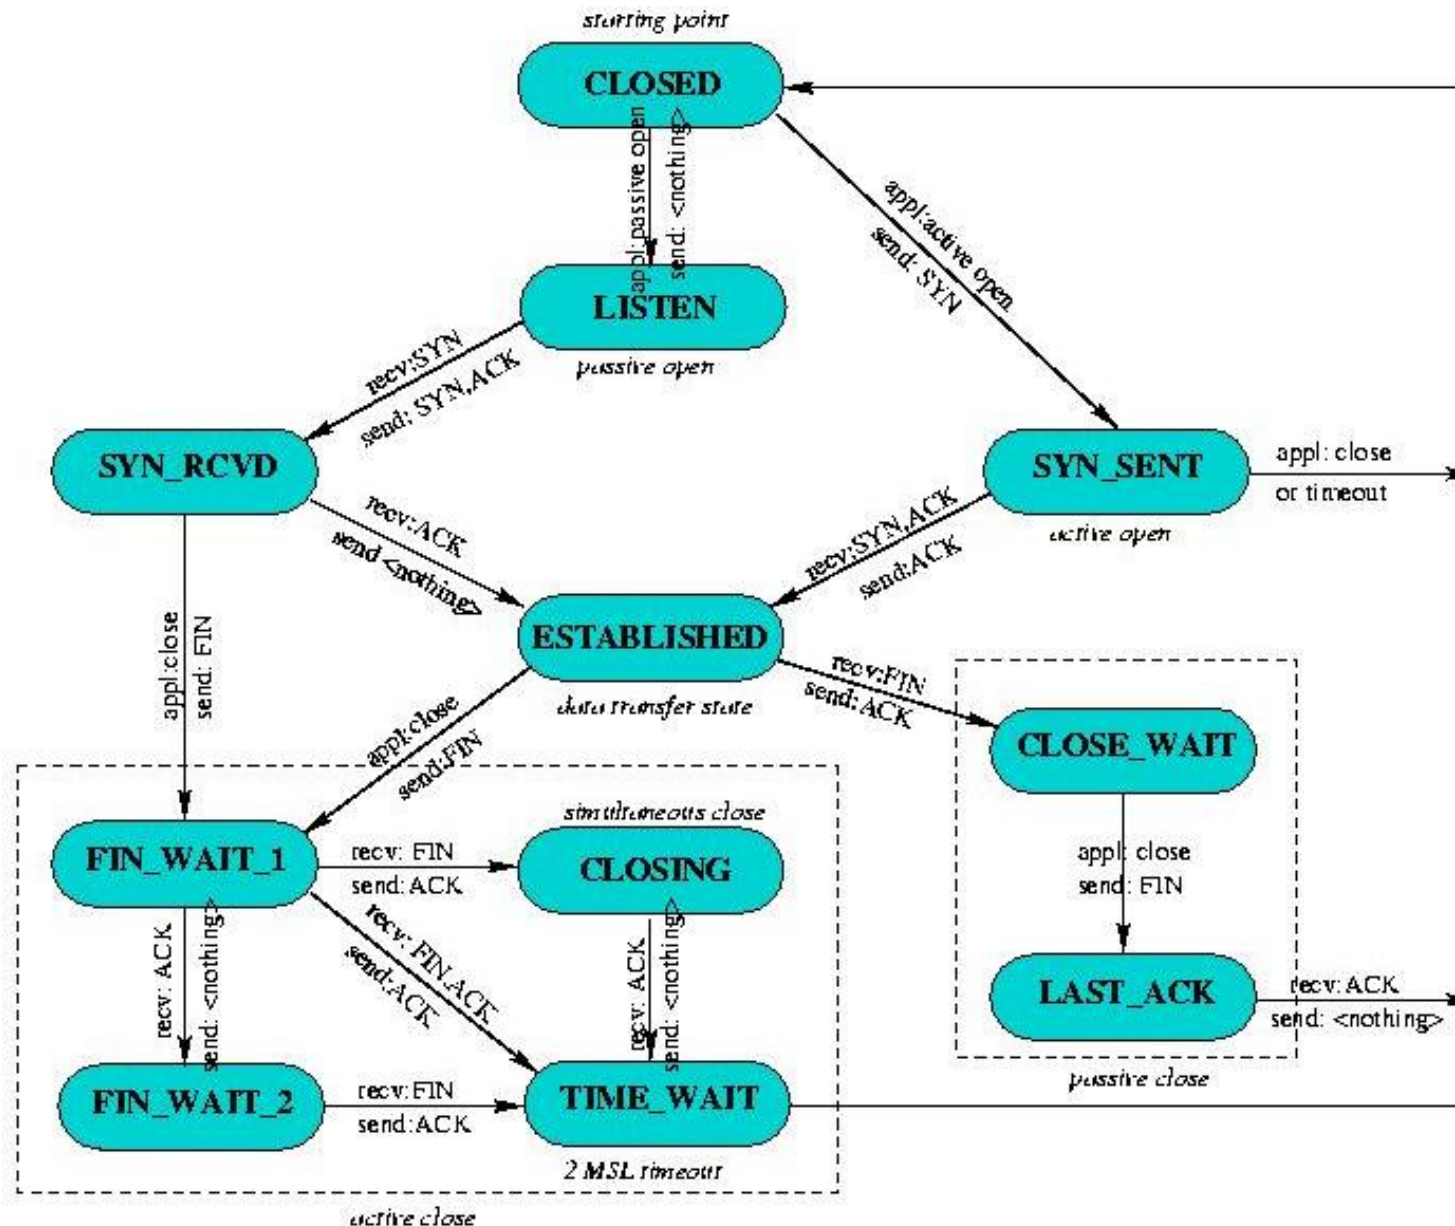 starting point
CLOSED
appl:passive open
send: <nothing>
appl:active open
send: SYN
LISTEN
passive open
recv:SYN
send: SYN,ACK
SYN_RCVD
SYN_SENT
active open
appl: close
or timeout
recv:ACK
send <nothing>
recv:SYN,ACK
send:ACK
appl:close
send: FIN
ESTABLISHED
data transfer state
recv:FIN
send:ACK
appl:close
send:FIN
CLOSE_WAIT
appl: close
send: FIN
LAST_ACK
recv: ACK
send: <nothing>
passive close
simultaneous close
FIN_WAIT_1
recv: FIN
send:ACK
CLOSING
recv: ACK
send: <nothing>
recv: FIN,ACK
send:ACK
recv: ACK
send: <nothing>
FIN_WAIT_2
recv:FIN
send:ACK
TIME_WAIT
2 MSL timeout
active close